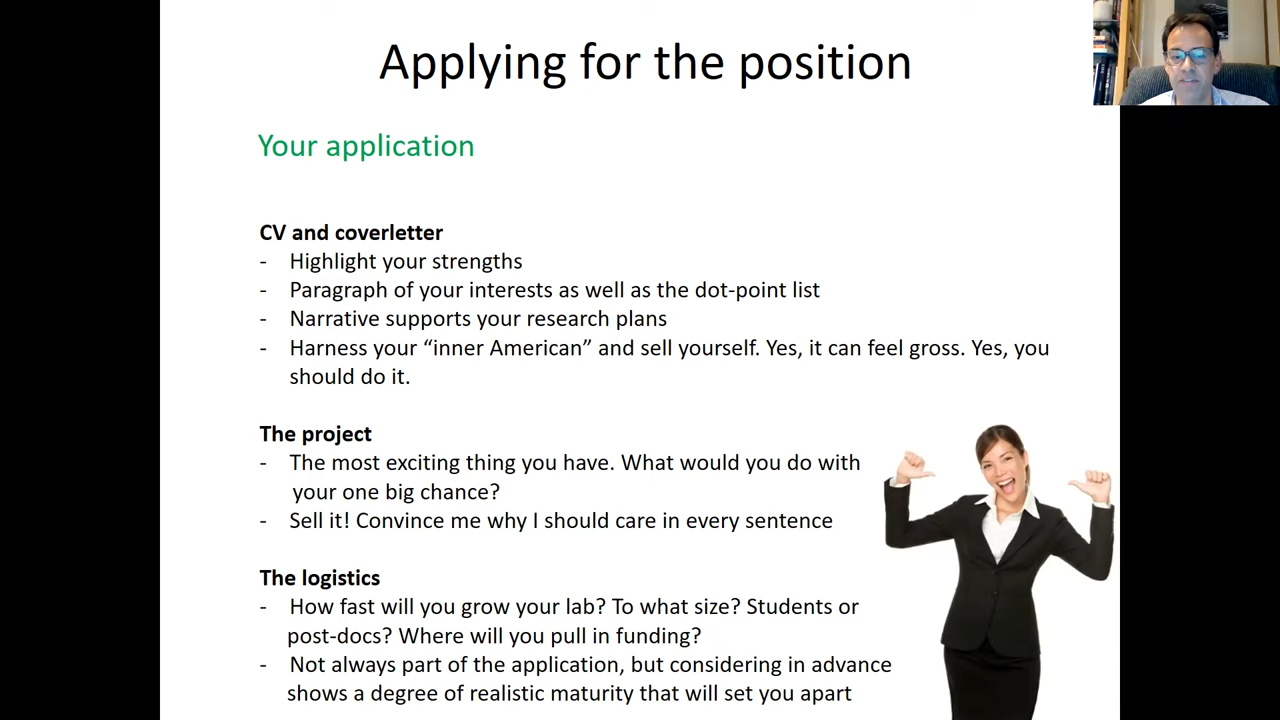 Applying for the position
Your application
CV and coverletter
- Highlight your strengths
- Paragraph of your interests as well as the dot-point list
- Narrative supports your research plans
- Harness your “inner American” and sell yourself. Yes, it can feel gross. Yes, you
should do it.
The project
- The most exciting thing you have. What would you do with
your one big chance?
- Sell it! Convince me why I should care in every sentence
The logistics
- How fast will you grow your lab? To what size? Students or
post-docs? Where will you pull in funding?
- Not always part of the application, but considering in advance
shows a degree of realistic maturity that will set you apart